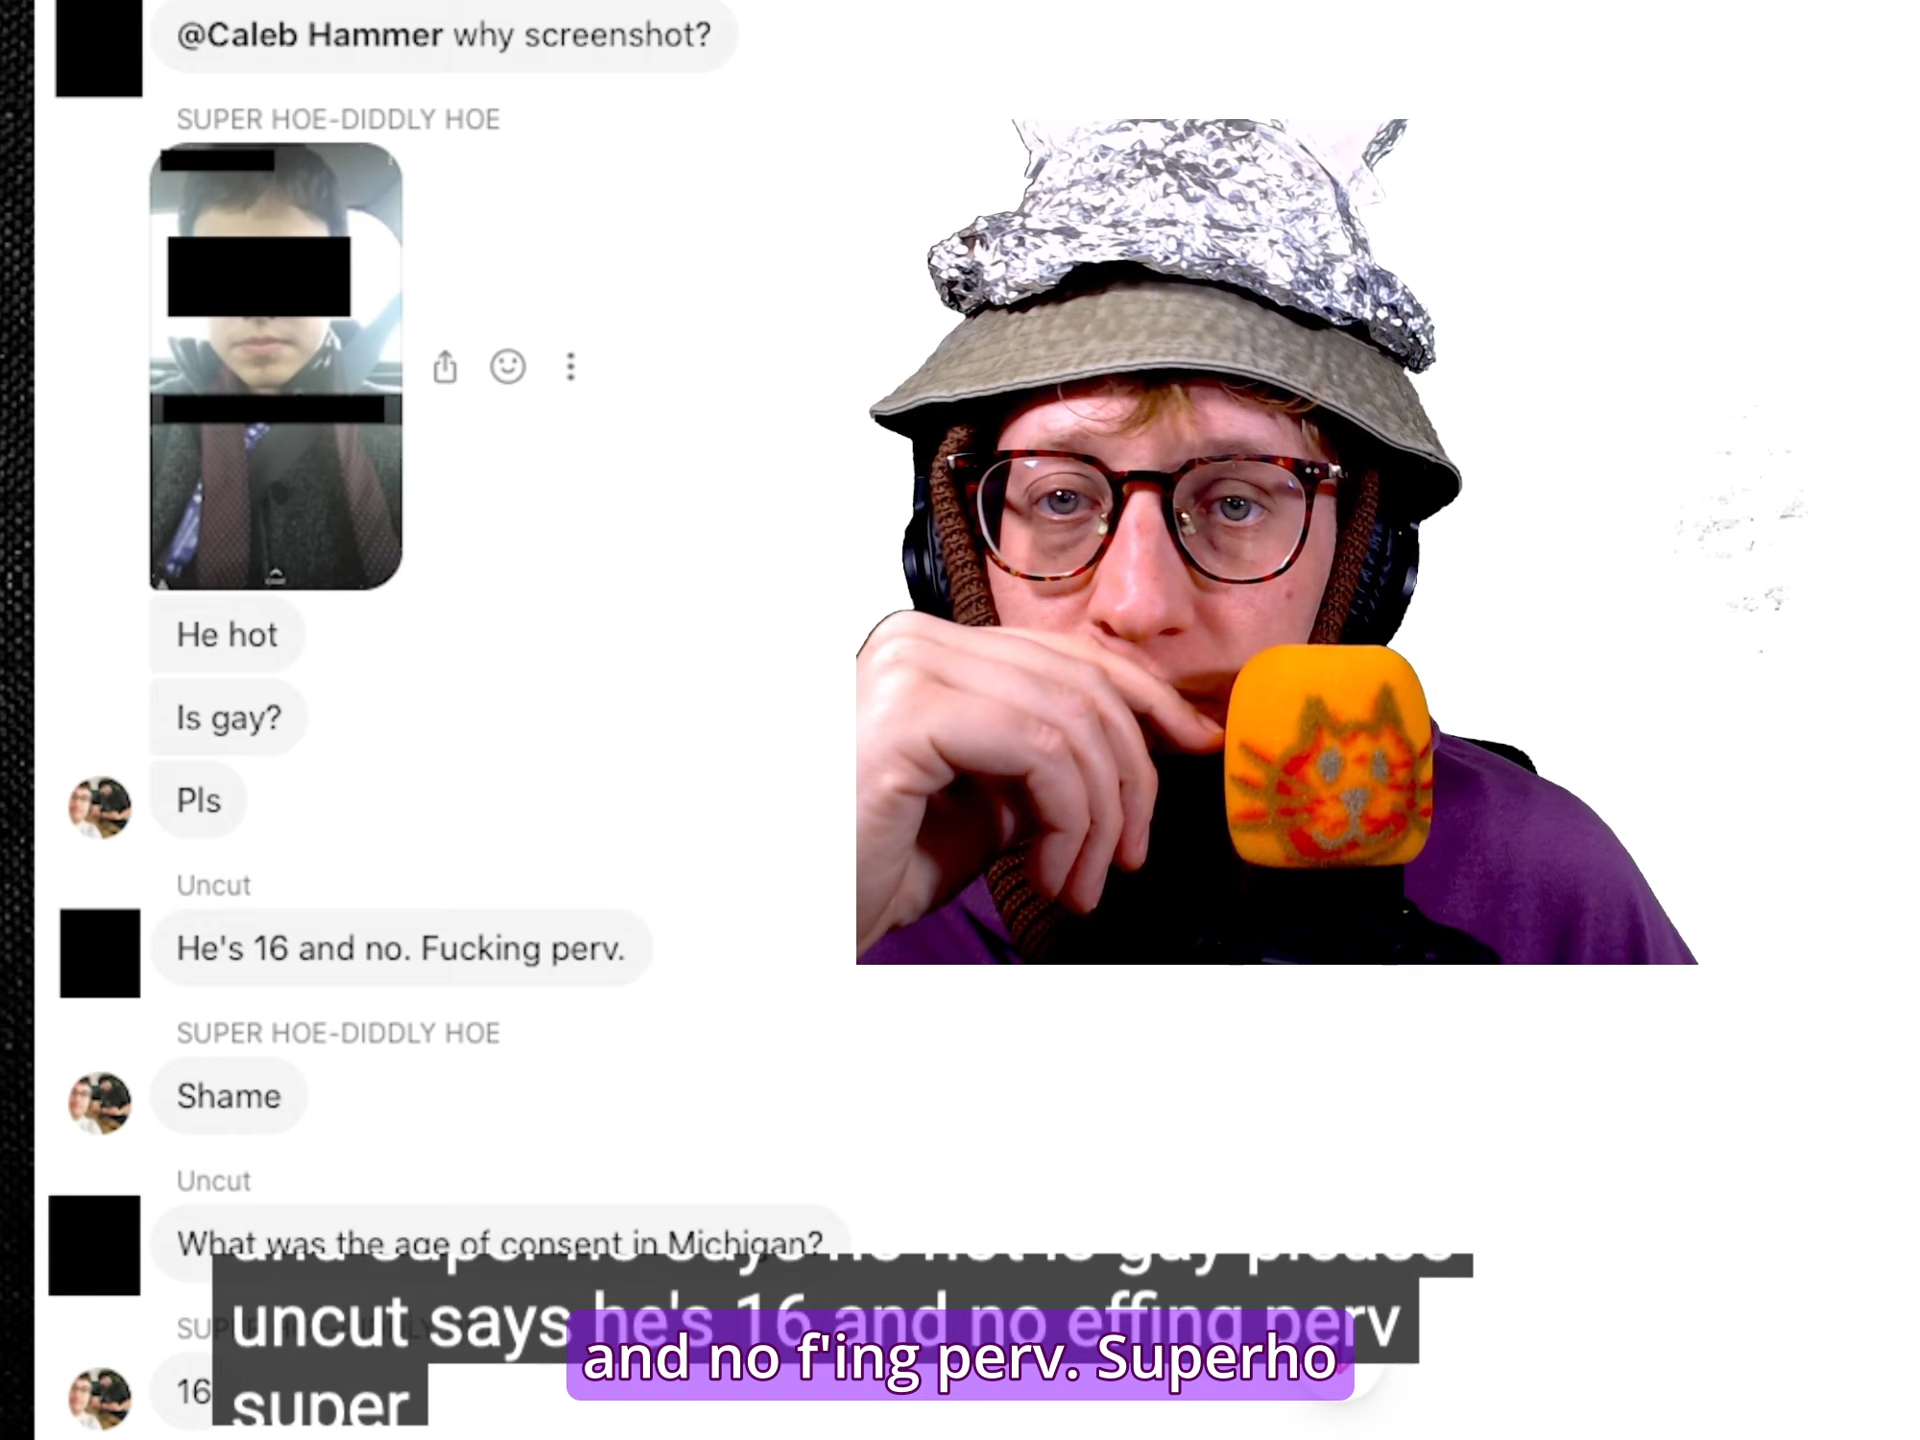 @Caleb Hammer why screenshot?
SUPER HOE-DIDDLY HOE
He hot
Is gay?
Pls
Uncut
He's 16 and no. Fucking perv.
SUPER HOE-DIDDLY HOE
Shame
Uncut
What was the age of consent in Michigan?
uncut says he's 16 and no effing perv
super
and no f'ing perv. Superho
16